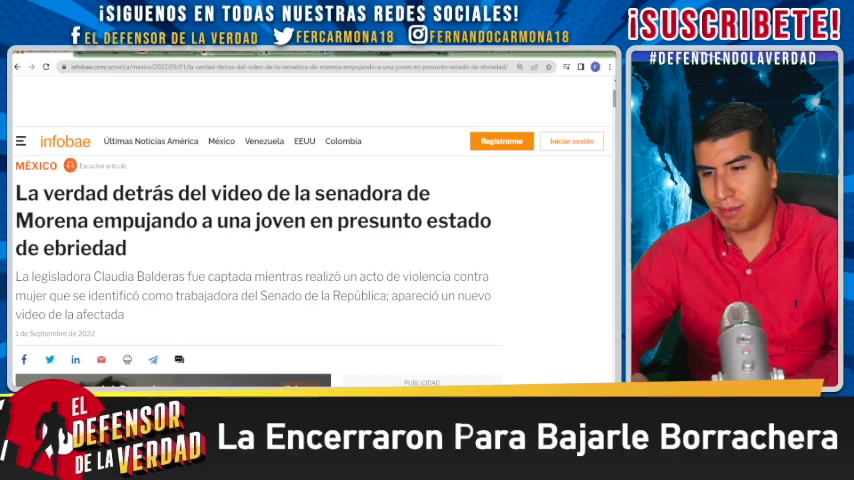 ¡SIGUENOS EN TODAS NUESTRAS REDES SOCIALES!
EL DEFENSOR DE LA VERDAD FERCARMONA18 FERNANDOCARMONA18
¡SUSCRIBETE!
#DEFENDIENDOLAVERDAD
infobae.com/america/mexico/2022/09/01/la-verdad-detras-del-video-de-la-senadora-de-morena-empujando-a-una-joven-en-presunto-estado-de-ebriedad/
infobae Últimas Noticias América México Venezuela EEUU Colombia Registrarme Iniciar sesión
MÉXICO Escuchar artículo
La verdad detrás del video de la senadora de
Morena empujando a una joven en presunto estado
de ebriedad
La legisladora Claudia Balderas fue captada mientras realizó un acto de violencia contra
mujer que se identificó como trabajadora del Senado de la República; apareció un nuevo
video de la afectada
1 de Septiembre de 2022
PUBLICIDAD
EL
DEFENSOR
DE LA VERDAD
La Encerraron Para Bajarle Borrachera